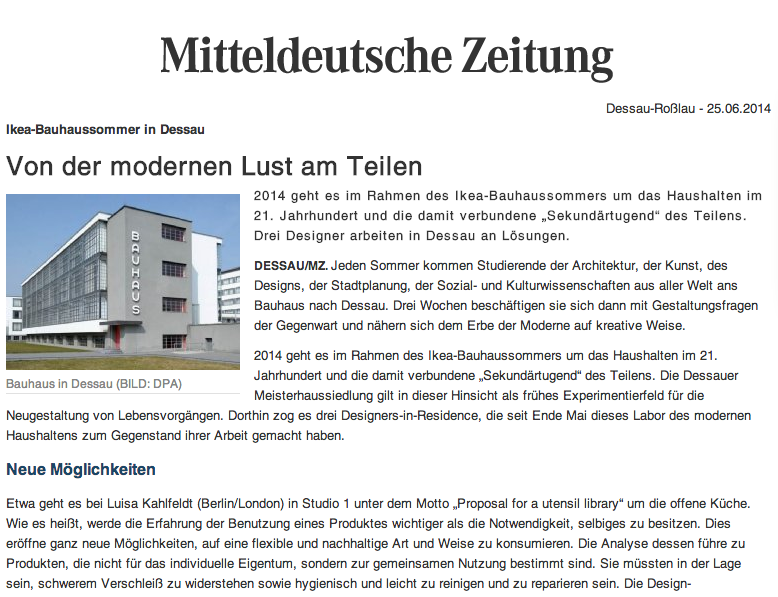 Mitteldeutsche Zeitung
Dessau-Roßlau - 25.06.2014
Ikea-Bauhaussommer in Dessau
Von der modernen Lust am Teilen
BAUHAUS
Bauhaus in Dessau (BILD: DPA)
2014 geht es im Rahmen des Ikea-Bauhaussommers um das Haushalten im
21. Jahrhundert und die damit verbundene „Sekundärtugend“ des Teilens.
Drei Designer arbeiten in Dessau an Lösungen.
DESSAU/MZ. Jeden Sommer kommen Studierende der Architektur, der Kunst, des
Designs, der Stadtplanung, der Sozial- und Kulturwissenschaften aus aller Welt ans
Bauhaus nach Dessau. Drei Wochen beschäftigen sie sich dann mit Gestaltungsfragen
der Gegenwart und nähern sich dem Erbe der Moderne auf kreative Weise.
2014 geht es im Rahmen des Ikea-Bauhaussommers um das Haushalten im 21.
Jahrhundert und die damit verbundene „Sekundärtugend“ des Teilens. Die Dessauer
Meisterhaussiedlung gilt in dieser Hinsicht als frühes Experimentierfeld für die
Neugestaltung von Lebensvorgängen. Dorthin zog es drei Designers-in-Residence, die seit Ende Mai dieses Labor des modernen
Haushaltens zum Gegenstand ihrer Arbeit gemacht haben.
Neue Möglichkeiten
Etwa geht es bei Luisa Kahlfeldt (Berlin/London) in Studio 1 unter dem Motto „Proposal for a utensil library“ um die offene Küche.
Wie es heißt, werde die Erfahrung der Benutzung eines Produktes wichtiger als die Notwendigkeit, selbiges zu besitzen. Dies
eröffne ganz neue Möglichkeiten, auf eine flexible und nachhaltige Art und Weise zu konsumieren. Die Analyse dessen führe zu
Produkten, die nicht für das individuelle Eigentum, sondern zur gemeinsamen Nutzung bestimmt sind. Sie müssten in der Lage
sein, schwerem Verschleiß zu widerstehen sowie hygienisch und leicht zu reinigen und zu reparieren sein. Die Design-